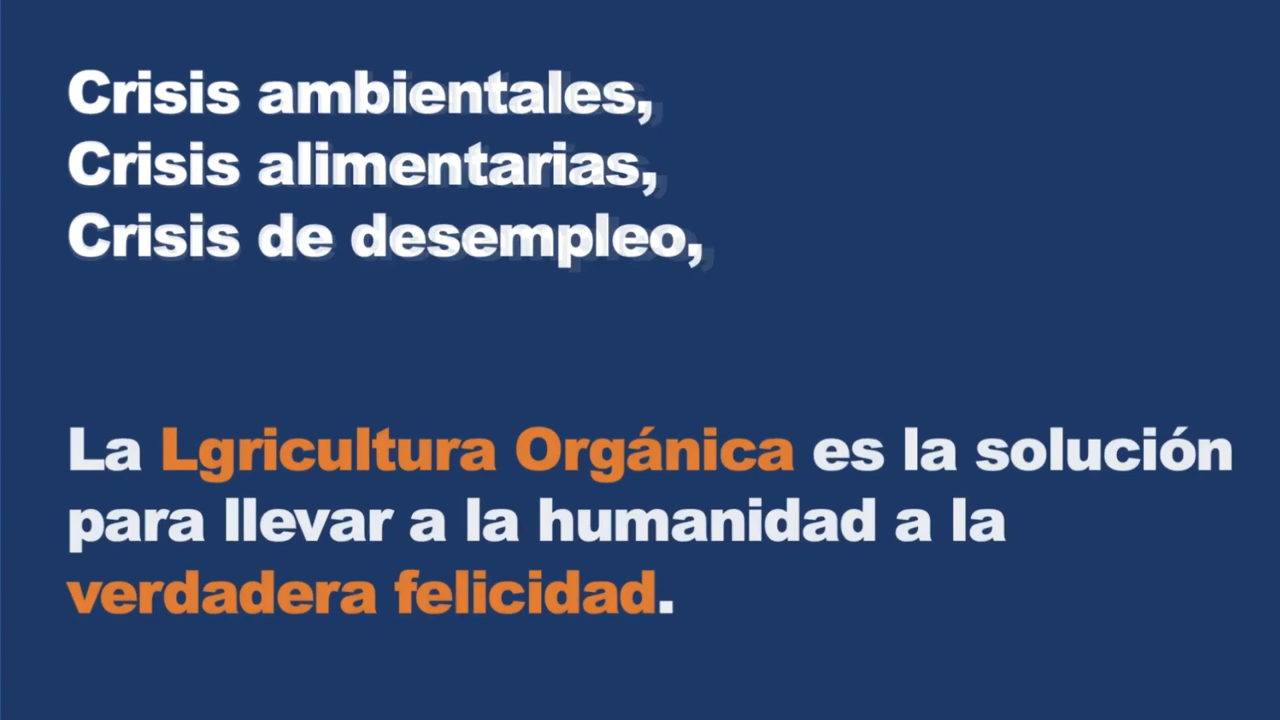 Crisis ambientales,
Crisis alimentarias,
Crisis de desempleo,
La Lgricultura Orgánica es la solución
para llevar a la humanidad a la
verdadera felicidad.